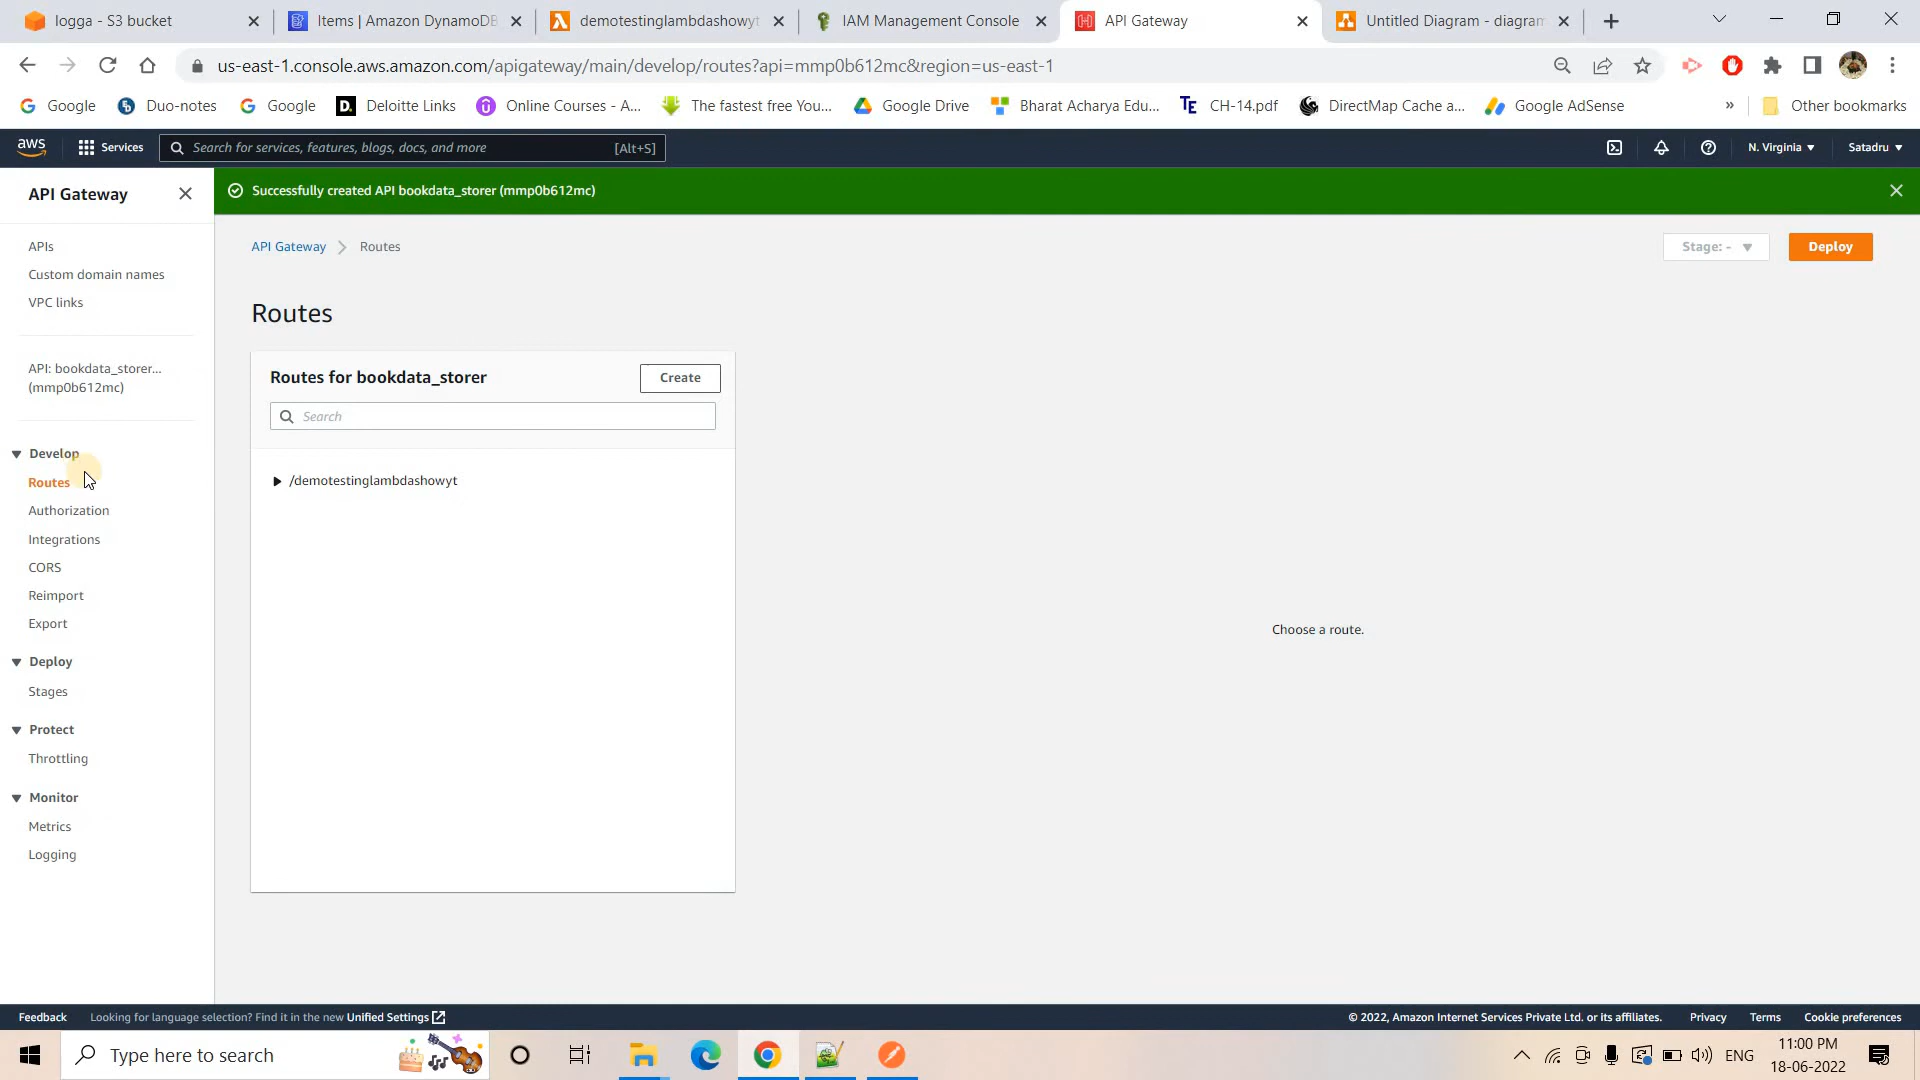 logga - S3 bucket
Items | Amazon DynamoDB
demotestinglambdashowyt
IAM Management Console
API Gateway
Untitled Diagram - diagram
us-east-1.console.aws.amazon.com/apigateway/main/develop/routes?api=mmp0b612mc&region=us-east-1
Google
Duo-notes
Google
Deloitte Links
Online Courses - A...
The fastest free You...
Google Drive
Bharat Acharya Edu...
CH-14.pdf
DirectMap Cache a...
Google AdSense
»
Other bookmarks
aws
Services
Search for services, features, blogs, docs, and more
[Alt+S]
N. Virginia
Satadru
API Gateway
Successfully created API bookdata_storer (mmp0b612mc)
APIs
Custom domain names
VPC links
API: bookdata_storer...
(mmp0b612mc)
Develop
Routes
Authorization
Integrations
CORS
Reimport
Export
Deploy
Stages
Protect
Throttling
Monitor
Metrics
Logging
API Gateway
Routes
Stage: -
Deploy
Routes
Routes for bookdata_storer
Create
Search
/demotestinglambdashowyt
Choose a route.
Feedback
Looking for language selection? Find it in the new Unified Settings
© 2022, Amazon Internet Services Private Ltd. or its affiliates.
Privacy
Terms
Cookie preferences
Type here to search
ENG
11:00 PM
18-06-2022